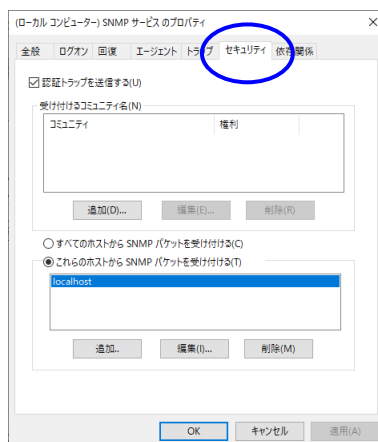 (ローカル コンピューター) SNMP サービス のプロパティ
全般 ログオン 回復 エージェント トラップ セキュリティ 依存関係
認証トラップを送信する(U)
受け付けるコミュニティ名(N)
コミュニティ 権利
追加(D)... 編集(E)... 削除(R)
すべてのホストから SNMP パケットを受け付ける(C)
これらのホストから SNMP パケットを受け付ける(T)
localhost
追加.. 編集(I)... 削除(M)
OK キャンセル 適用(A)